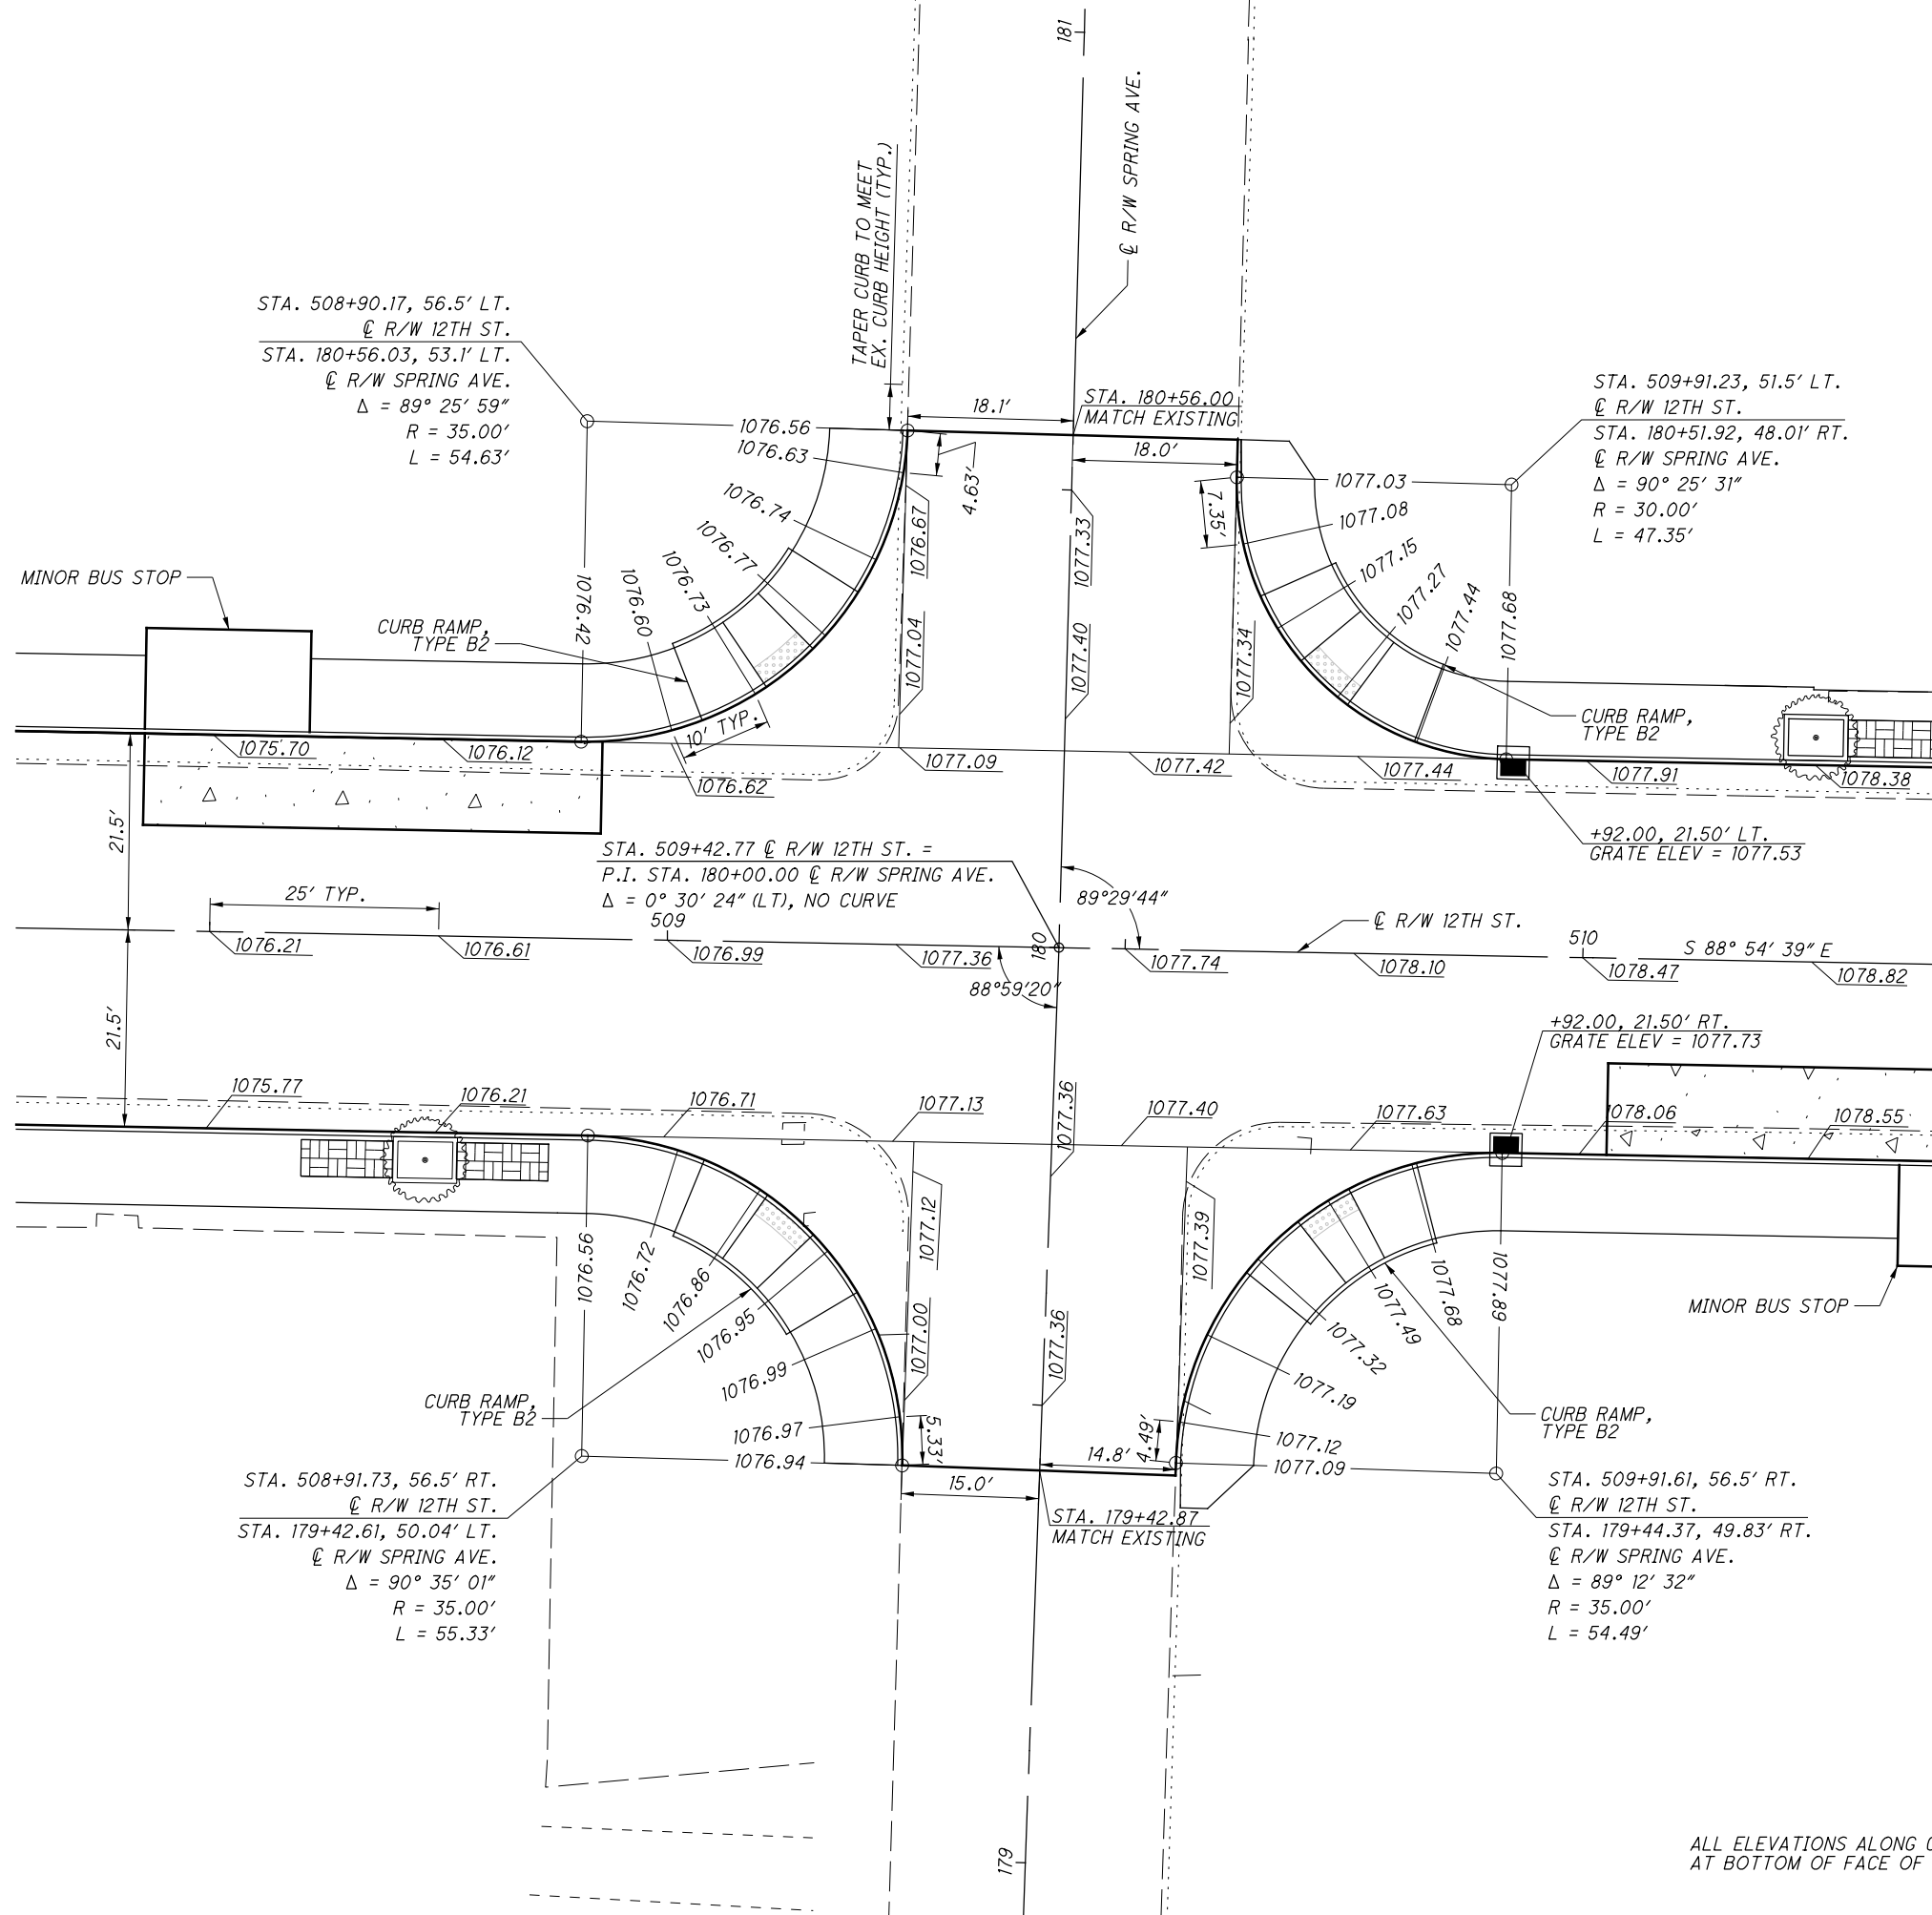 181
℄ R/W SPRING AVE.
TAPER CURB TO MEET
EX. CURB HEIGHT (TYP.)
STA. 508+90.17, 56.5' LT.
℄ R/W 12TH ST.
STA. 180+56.03, 53.1' LT.
℄ R/W SPRING AVE.
Δ = 89° 25' 59"
R = 35.00'
L = 54.63'
STA. 509+91.23, 51.5' LT.
℄ R/W 12TH ST.
STA. 180+51.92, 48.01' RT.
℄ R/W SPRING AVE.
Δ = 90° 25' 31"
R = 30.00'
L = 47.35'
18.1'
STA. 180+56.00
MATCH EXISTING
18.0'
1076.56
1076.63
4.63'
1076.74
1076.77
1076.73
1076.60
1076.42
1076.97
1077.04
1077.33
1077.40
1077.34
7.35'
1077.03
1077.08
1077.15
1077.27
1077.44
1077.68
MINOR BUS STOP
CURB RAMP,
TYPE B2
10' TYP.
CURB RAMP,
TYPE B2
1075.70
1076.12
1076.62
1077.09
1077.42
1077.44
1077.91
1078.38
+92.00, 21.50' LT.
GRATE ELEV = 1077.53
21.5'
STA. 509+42.77 ℄ R/W 12TH ST. =
P.I. STA. 180+00.00 ℄ R/W SPRING AVE.
Δ = 0° 30' 24" (LT), NO CURVE
89°29'44"
25' TYP.
509
180
℄ R/W 12TH ST.
510
S 88° 54' 39" E
1076.21
1076.61
1076.99
1077.36
1077.74
1078.10
1078.47
1078.82
88°59'20"
21.5'
+92.00, 21.50' RT.
GRATE ELEV = 1077.73
1075.77
1076.21
1076.71
1077.13
1077.36
1077.40
1077.63
1078.06
1078.55
1076.56
1076.72
1076.86
1076.95
1076.99
1076.97
1076.94
1077.12
1077.00
5.33'
1077.36
1077.39
1077.68
1077.49
1077.32
1077.19
1077.12
1077.09
1077.89
4.49'
14.8'
15.0'
MINOR BUS STOP
CURB RAMP,
TYPE B2
CURB RAMP,
TYPE B2
STA. 179+42.87
MATCH EXISTING
STA. 508+91.73, 56.5' RT.
℄ R/W 12TH ST.
STA. 179+42.61, 50.04' LT.
℄ R/W SPRING AVE.
Δ = 90° 35' 01"
R = 35.00'
L = 55.33'
STA. 509+91.61, 56.5' RT.
℄ R/W 12TH ST.
STA. 179+44.37, 49.83' RT.
℄ R/W SPRING AVE.
Δ = 89° 12' 32"
R = 35.00'
L = 54.49'
179
ALL ELEVATIONS ALONG
AT BOTTOM OF FACE OF